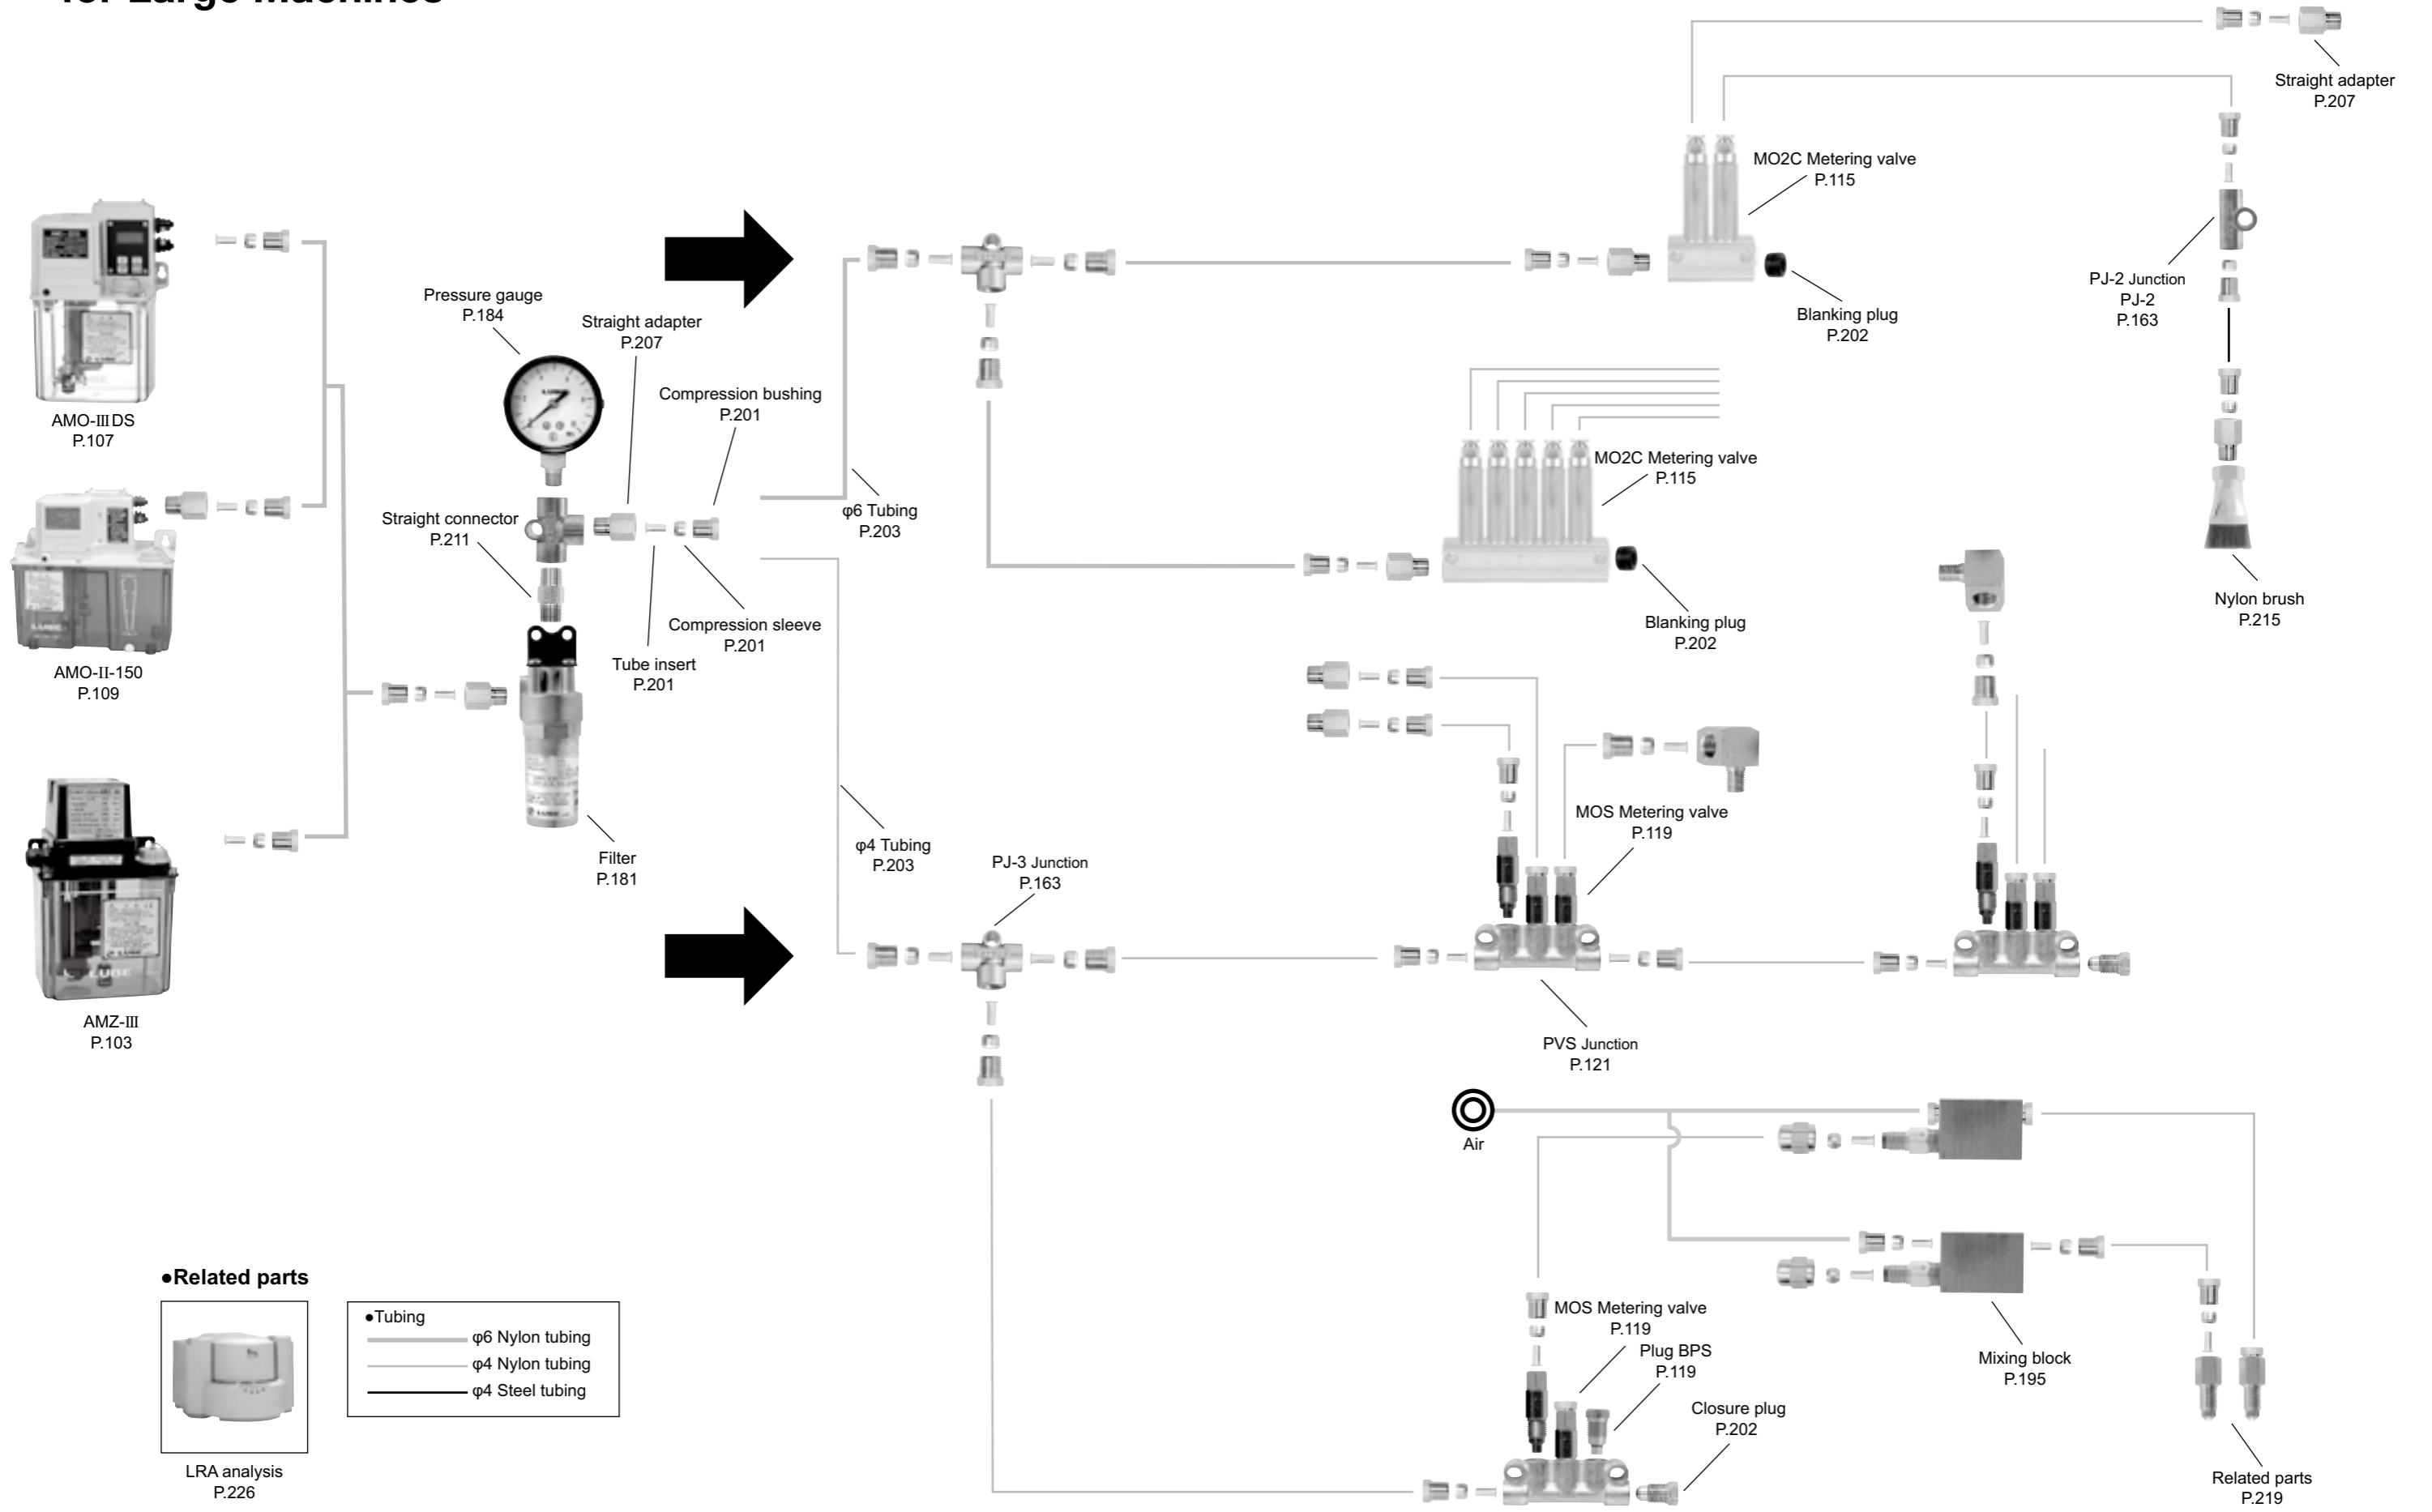 for Large Machines
Straight adapter
P.207
MO2C Metering valve
P.115
PJ-2 Junction
PJ-2
P.163
Blanking plug
P.202
Pressure gauge
P.184
Straight adapter
P.207
Compression bushing
P.201
AMO-III DS
P.107
φ6 Tubing
P.203
MO2C Metering valve
P.115
Straight connector
P.211
Nylon brush
P.215
Blanking plug
P.202
Compression sleeve
P.201
Tube insert
P.201
AMO-II-150
P.109
MOS Metering valve
P.119
φ4 Tubing
P.203
Filter
P.181
PJ-3 Junction
P.163
AMZ-III
P.103
PVS Junction
P.121
Air
●Related parts
LRA analysis
P.226
●Tubing
φ6 Nylon tubing
φ4 Nylon tubing
φ4 Steel tubing
MOS Metering valve
P.119
Plug BPS
P.119
Closure plug
P.202
Mixing block
P.195
Related parts
P.219
LUBE
LUBE
LUBE